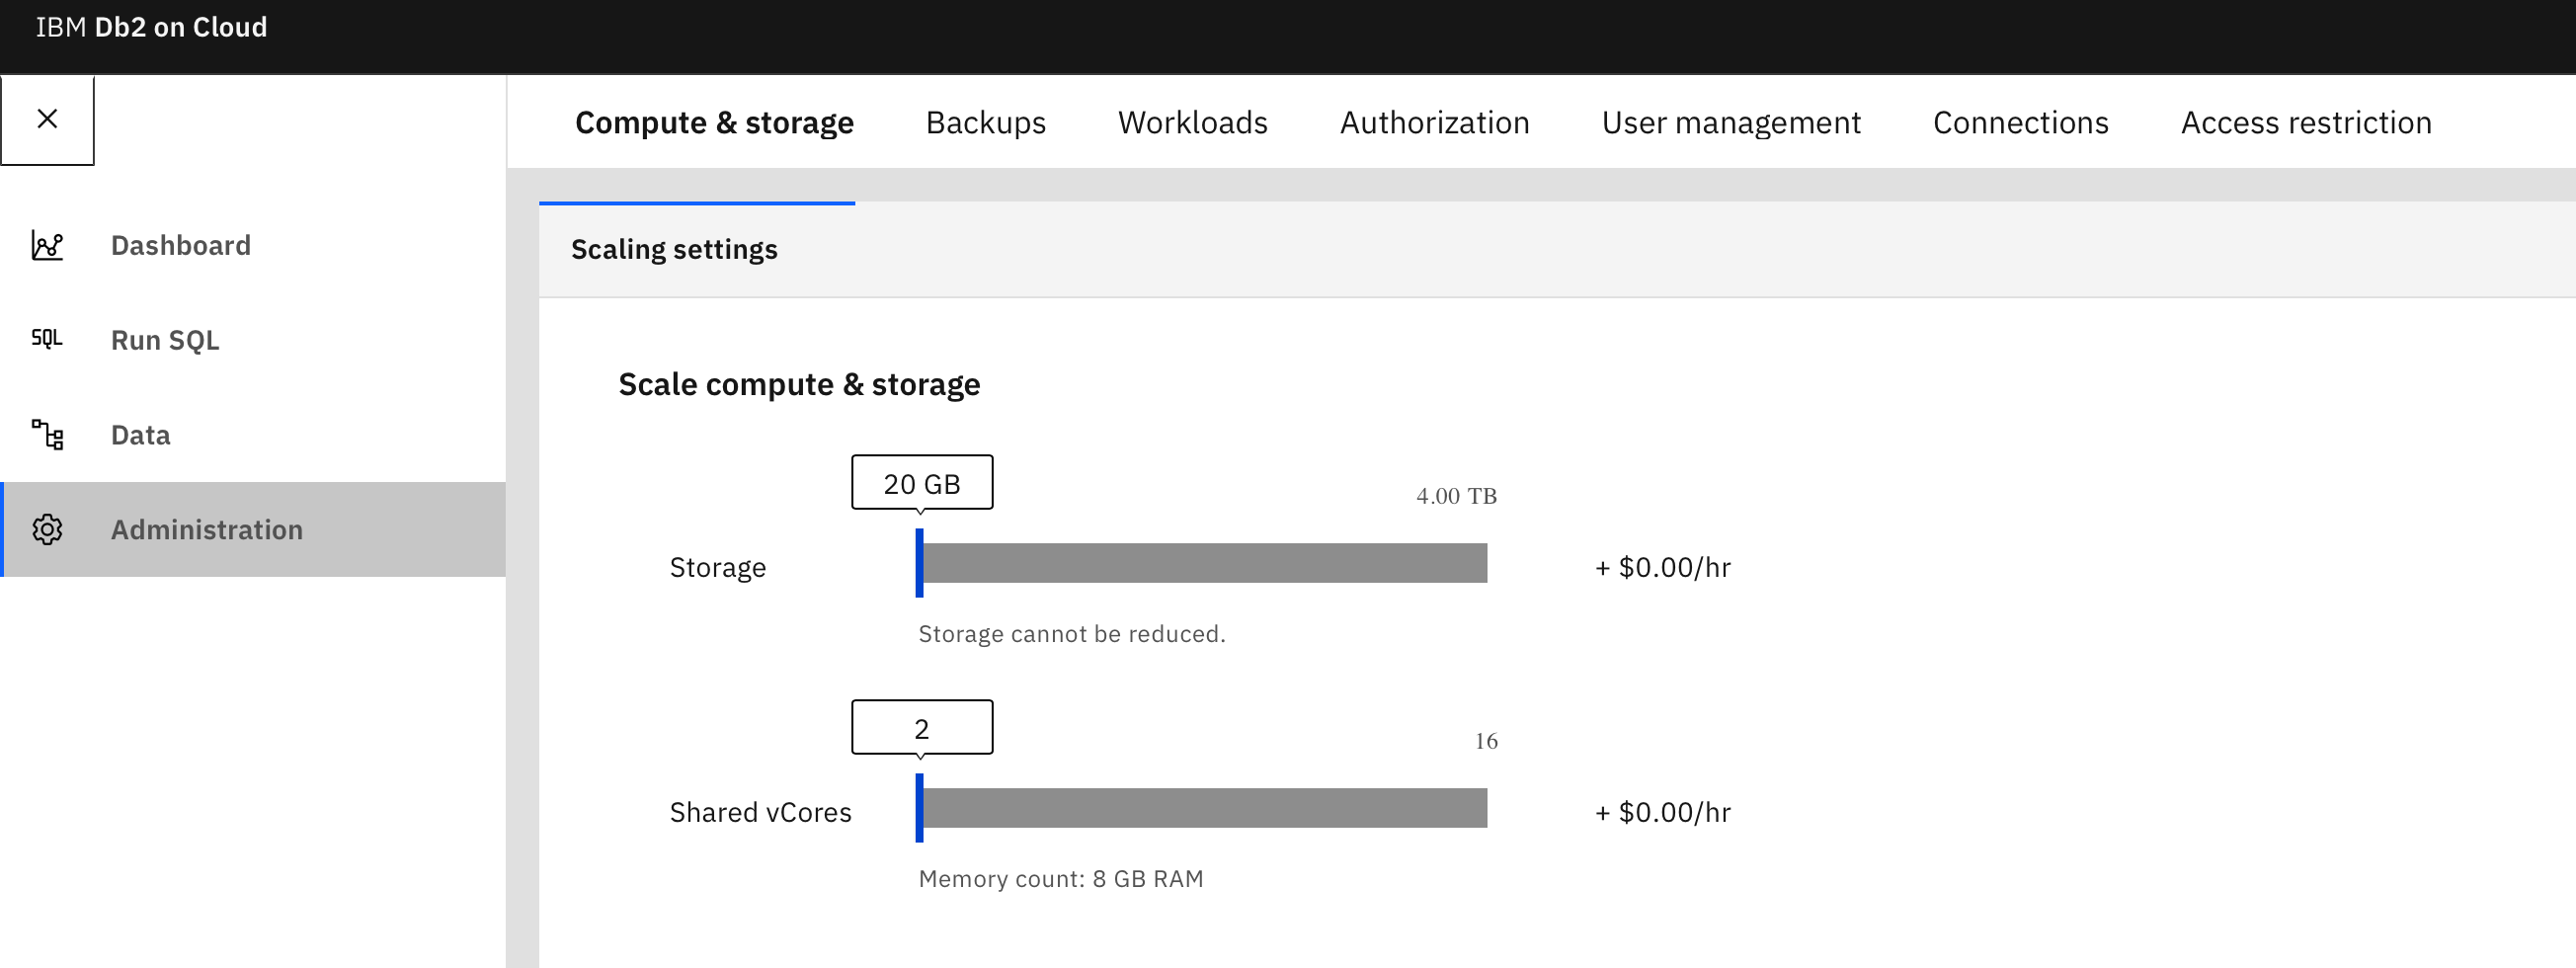 IBM Db2 on Cloud
Compute & storage Backups Workloads Authorization User management Connections Access restriction
Dashboard
SQL Run SQL
Data
Administration
Scaling settings
Scale compute & storage
20 GB
4.00 TB
Storage
+ $0.00/hr
Storage cannot be reduced.
2
16
Shared vCores
+ $0.00/hr
Memory count: 8 GB RAM